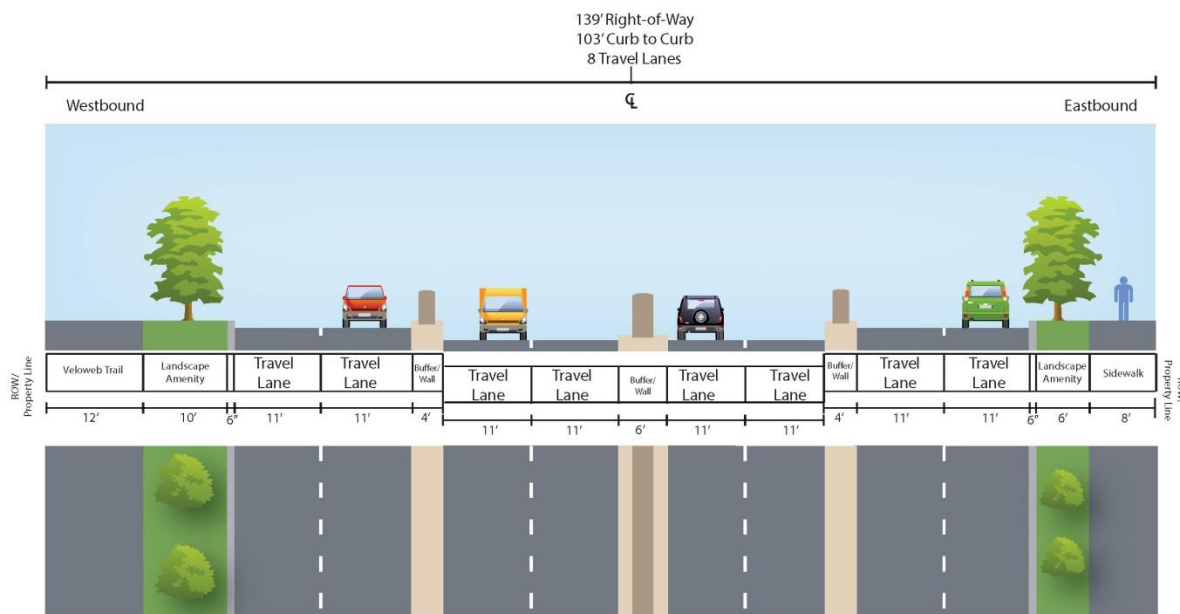 139' Right-of-Way
103' Curb to Curb
8 Travel Lanes
℄
Westbound
Eastbound
ROW/
Property Line
Veloweb Trail
Landscape
Amenity
Travel
Lane
Travel
Lane
Buffer/
Wall
Travel
Lane
Travel
Lane
Buffer/
Wall
Travel
Lane
Travel
Lane
Buffer/
Wall
Travel
Lane
Travel
Lane
Landscape
Amenity
Sidewalk
ROW/
Property Line
12' 10' 6" 11' 11' 4' 11' 11' 6' 11' 11' 4' 11' 11' 6" 6' 8'